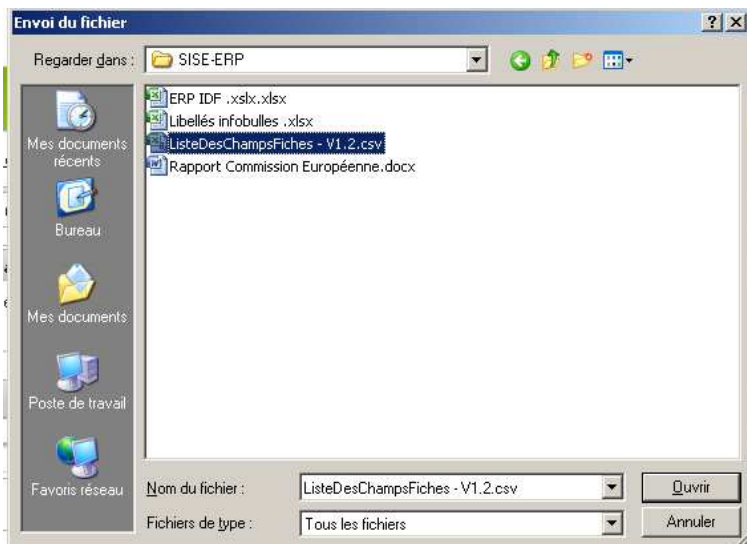 Envoi du fichier
Regarder dans :
SISE-ERP
Mes documents
récents
Bureau
Mes documents
Poste de travail
Favoris réseau
ERP IDF .xslx.xlsx
Libellés infobulles .xlsx
ListeDesChampsFiches - V1.2.csv
Rapport Commission Européenne.docx
Nom du fichier :
ListeDesChampsFiches - V1.2.csv
Ouvrir
Fichiers de type :
Tous les fichiers
Annuler